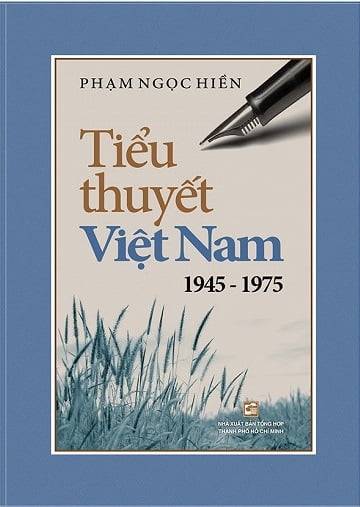 PHẠM NGỌC HIỀN
Tiểu
thuyết
Việt Nam
1945 - 1975
NHÀ XUẤT BẢN TỔNG HỢP
THÀNH PHỐ HỒ CHÍ MINH